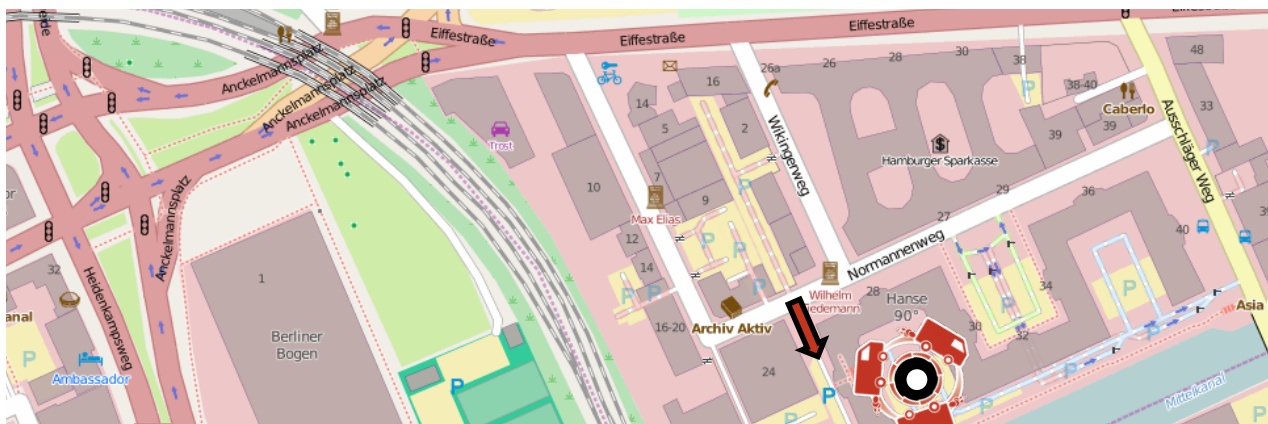 Eiffestraße
Eiffestraße
Eiffestraße
Anckelmannsplatz
Anckelmannsplatz
Anckelmannsplatz
Anckelmannsplatz
Heidenkampsweg
Trost
14
5
7
9
10
12
14
16
2
16-20
24
26a
26
28
30
38
38-40
39
39
48
33
Caberlo
Ausschläger Weg
Wikingerweg
Hamburger Sparkasse
Max Elias
Normannenweg
27
29
36
40
34
32
30
28
Wilhelm
Hanse
90°
Archiv Aktiv
Asia
Mittelkanal
1
Berliner
Bogen
32
Ambassador
P
P
P
P
P
P
P
P
P
P
P
P